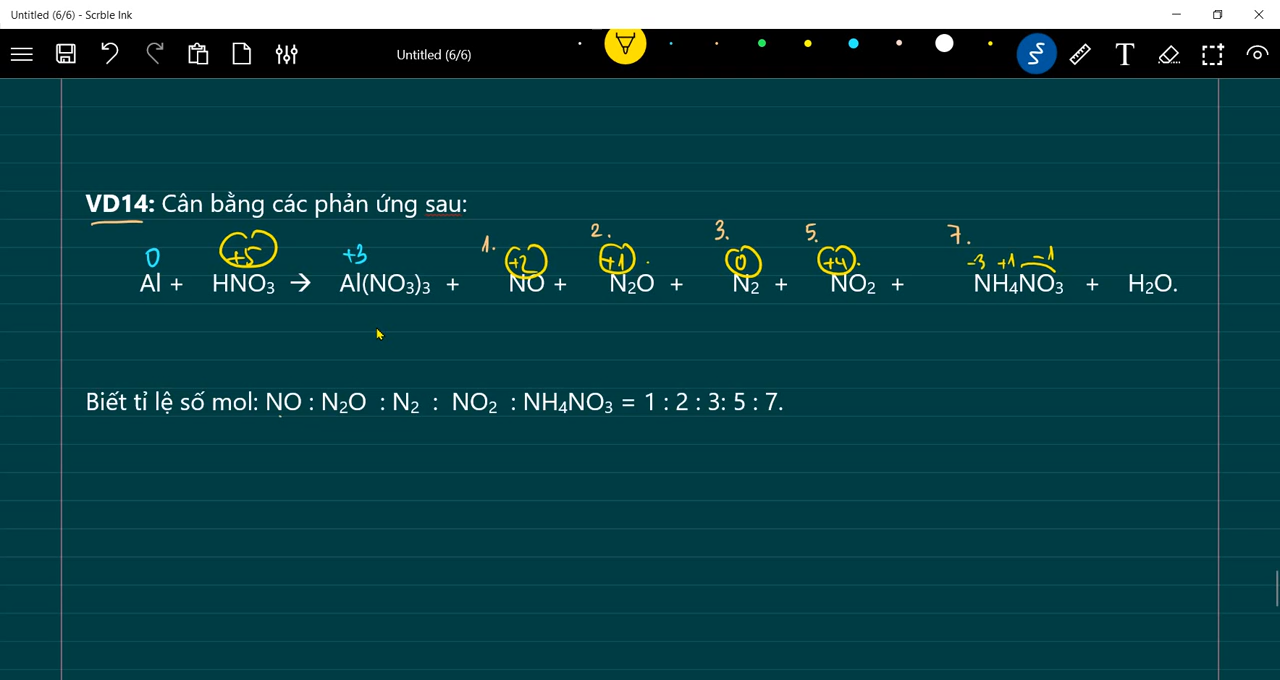 Untitled (6/6) - Scrble Ink
Untitled (6/6)
T
VD14: Cân bằng các phản ứng sau:
1. 2. 3. 5. 7.
0 +5 +3 +2 +1 0 +4 -3 +1 -1
Al + HNO₃ → Al(NO₃)₃ + NO + N₂O + N₂ + NO₂ + NH₄NO₃ + H₂O.
Biết tỉ lệ số mol: NO : N₂O : N₂ : NO₂ : NH₄NO₃ = 1 : 2 : 3: 5 : 7.